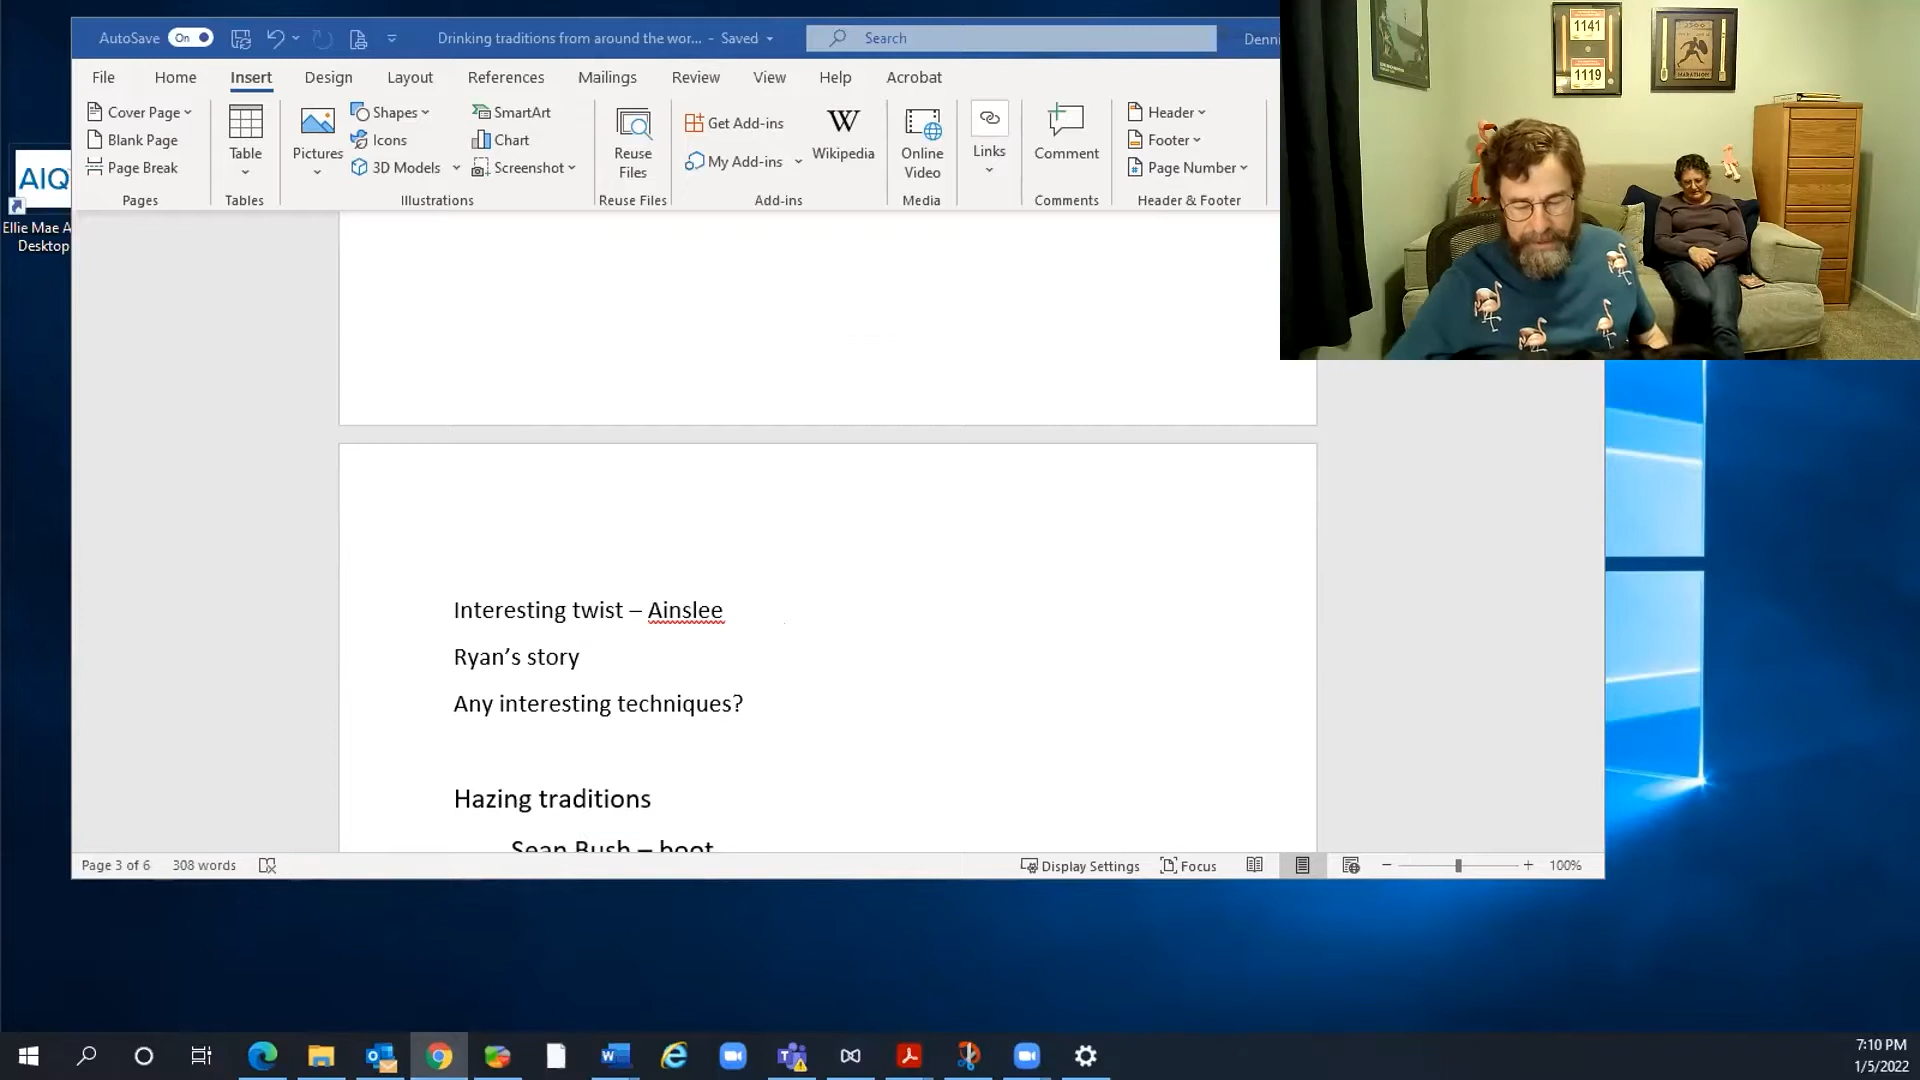 AutoSave On Drinking traditions from around the wor... - Saved Search Denni
File Home Insert Design Layout References Mailings Review View Help Acrobat
Cover Page
Blank Page
Page Break
Pages
Table
Tables
Pictures
Shapes
Icons
3D Models
SmartArt
Chart
Screenshot
Illustrations
Reuse
Files
Reuse Files
Get Add-ins
My Add-ins
Wikipedia
Add-ins
Online
Video
Media
Links
Comment
Comments
Header
Footer
Page Number
Header & Footer
1141
1119
MARATHON
AIQ
Ellie Mae A
Desktop
Interesting twist – Ainslee
Ryan’s story
Any interesting techniques?
Hazing traditions
Sean Bush – boot
Page 3 of 6 308 words Display Settings Focus 100%
7:10 PM
1/5/2022